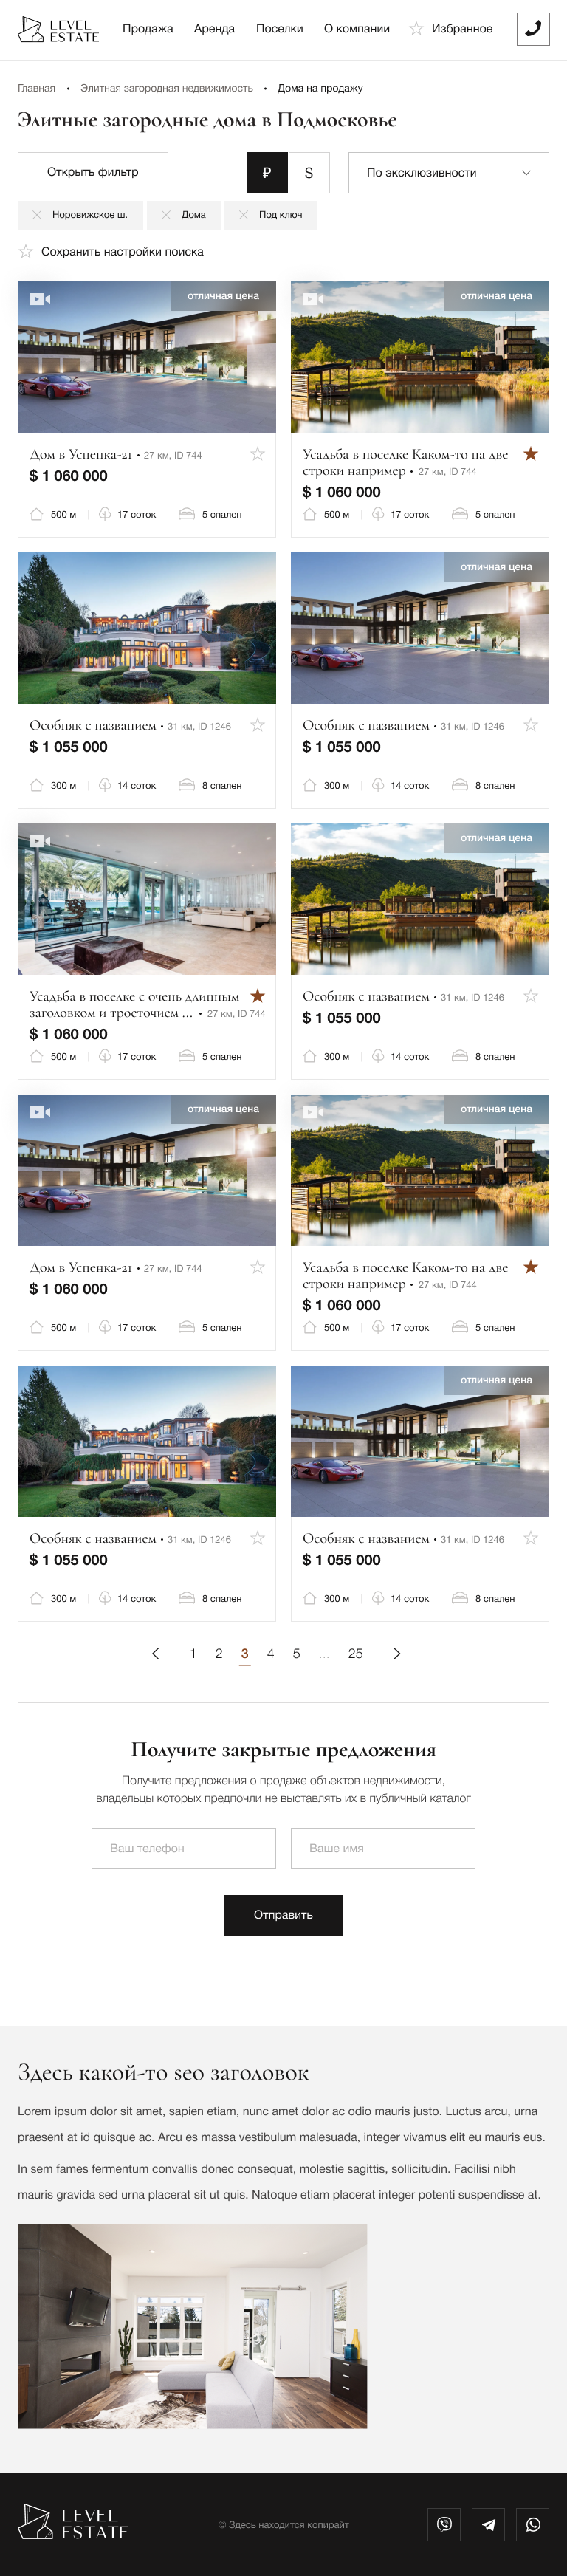 LEVEL
ESTATE
Продажа Аренда Поселки О компании Избранное
Главная • Элитная загородная недвижимость • Дома на продажу
Элитные загородные дома в Подмосковье
Открыть фильтр ₽ $ По эксклюзивности
Норовижское ш. Дома Под ключ
Сохранить настройки поиска
отличная цена
Дом в Успенка-21 • 27 км, ID 744
$ 1 060 000
500 м 17 соток 5 спален
отличная цена
Усадьба в поселке Каком-то на две
строки например • 27 км, ID 744
$ 1 060 000
500 м 17 соток 5 спален
Особняк с названием • 31 км, ID 1246
$ 1 055 000
300 м 14 соток 8 спален
отличная цена
Особняк с названием • 31 км, ID 1246
$ 1 055 000
300 м 14 соток 8 спален
Усадьба в поселке с очень длинным
заголовком и троеточием ... • 27 км, ID 744
$ 1 060 000
500 м 17 соток 5 спален
отличная цена
Особняк с названием • 31 км, ID 1246
$ 1 055 000
300 м 14 соток 8 спален
отличная цена
Дом в Успенка-21 • 27 км, ID 744
$ 1 060 000
500 м 17 соток 5 спален
отличная цена
Усадьба в поселке Каком-то на две
строки например • 27 км, ID 744
$ 1 060 000
500 м 17 соток 5 спален
Особняк с названием • 31 км, ID 1246
$ 1 055 000
300 м 14 соток 8 спален
отличная цена
Особняк с названием • 31 км, ID 1246
$ 1 055 000
300 м 14 соток 8 спален
1 2 3 4 5 ... 25
Получите закрытые предложения
Получите предложения о продаже объектов недвижимости,
владельцы которых предпочли не выставлять их в публичный каталог
Ваш телефон Ваше имя
Отправить
Здесь какой-то seo заголовок
Lorem ipsum dolor sit amet, sapien etiam, nunc amet dolor ac odio mauris justo. Luctus arcu, urna
praesent at id quisque ac. Arcu es massa vestibulum malesuada, integer vivamus elit eu mauris eus.
In sem fames fermentum convallis donec consequat, molestie sagittis, sollicitudin. Facilisi nibh
mauris gravida sed urna placerat sit ut quis. Natoque etiam placerat integer potenti suspendisse at.
LEVEL
ESTATE
© Здесь находится копирайт